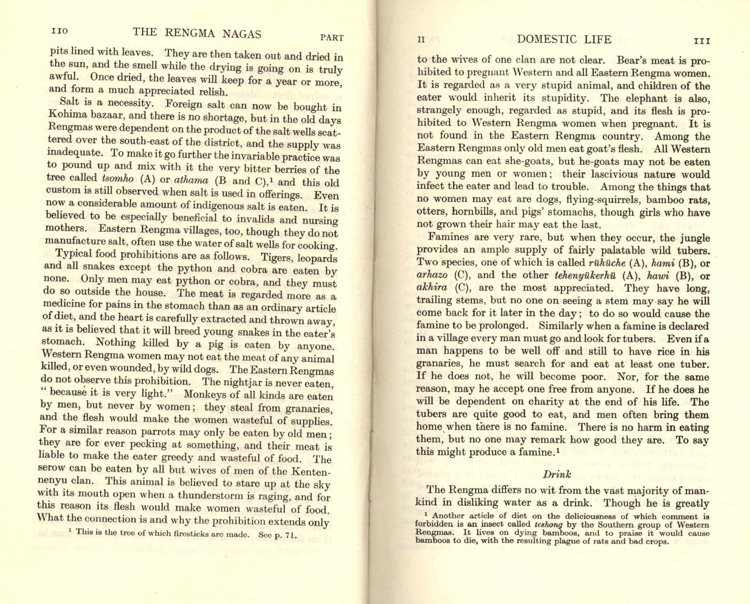 110 THE RENGMA NAGAS PART
pits lined with leaves. They are then taken out and dried in
the sun, and the smell while the drying is going on is truly
awful. Once dried, the leaves will keep for a year or more,
and form a much appreciated relish.
Salt is a necessity. Foreign salt can now be bought in
Kohima bazaar, and there is no shortage, but in the old days
Rengmas were dependent on the product of the salt wells scat-
tered over the south-east of the district, and the supply was
inadequate. To make it go further the invariable practice was
to pound up and mix with it the very bitter berries of the
tree called tsomho (A) or athama (B and C),¹ and this old
custom is still observed when salt is used in offerings. Even
now a considerable amount of indigenous salt is eaten. It is
believed to be especially beneficial to invalids and nursing
mothers. Eastern Rengma villages, too, though they do not
manufacture salt, often use the water of salt wells for cooking.
Typical food prohibitions are as follows. Tigers, leopards
and all snakes except the python and cobra are eaten by
none. Only men may eat python or cobra, and they must
do so outside the house. The meat is regarded more as a
medicine for pains in the stomach than as an ordinary article
of diet, and the heart is carefully extracted and thrown away,
as it is believed that it will breed young snakes in the eater's
stomach. Nothing killed by a pig is eaten by anyone.
Western Rengma women may not eat the meat of any animal
killed, or even wounded, by wild dogs. The Eastern Rengmas
do not observe this prohibition. The nightjar is never eaten,
" because it is very light." Monkeys of all kinds are eaten
by men, but never by women; they steal from granaries,
and the flesh would make the women wasteful of supplies.
For a similar reason parrots may only be eaten by old men;
they are for ever pecking at something, and their meat is
liable to make the eater greedy and wasteful of food. The
serow can be eaten by all but wives of men of the Kenten-
nenyu clan. This animal is believed to stare up at the sky
with its mouth open when a thunderstorm is raging, and for
this reason its flesh would make women wasteful of food.
What the connection is and why the prohibition extends only
¹ This is the tree of which firesticks are made. See p. 71.
II DOMESTIC LIFE 111
to the wives of one clan are not clear. Bear's meat is pro-
hibited to pregnant Western and all Eastern Rengma women.
It is regarded as a very stupid animal, and children of the
eater would inherit its stupidity. The elephant is also,
strangely enough, regarded as stupid, and its flesh is pro-
hibited to Western Rengma women when pregnant. It is
not found in the Eastern Rengma country. Among the
Eastern Rengmas only old men eat goat's flesh. All Western
Rengmas can eat she-goats, but he-goats may not be eaten
by young men or women; their lascivious nature would
infect the eater and lead to trouble. Among the things that
no women may eat are dogs, flying-squirrels, bamboo rats,
otters, hornbills, and pigs' stomachs, though girls who have
not grown their hair may eat the last.
Famines are very rare, but when they occur, the jungle
provides an ample supply of fairly palatable wild tubers.
Two species, one of which is called rühüche (A), hami (B), or
arhazo (C), and the other tehenyükerhü (A), hawi (B), or
akhira (C), are the most appreciated. They have long,
trailing stems, but no one on seeing a stem may say he will
come back for it later in the day; to do so would cause the
famine to be prolonged. Similarly when a famine is declared
in a village every man must go and look for tubers. Even if a
man happens to be well off and still to have rice in his
granaries, he must search for and eat at least one tuber.
If he does not, he will become poor. Nor, for the same
reason, may he accept one free from anyone. If he does he
will be dependent on charity at the end of his life. The
tubers are quite good to eat, and men often bring them
home when there is no famine. There is no harm in eating
them, but no one may remark how good they are. To say
this might produce a famine.¹
Drink
The Rengma differs no wit from the vast majority of man-
kind in disliking water as a drink. Though he is greatly
¹ Another article of diet on the deliciousness of which comment is
forbidden is an insect called teshong by the Southern group of Western
Rengmas. It lives on dying bamboos, and to praise it would cause
bamboos to die, with the resulting plague of rats and bad crops.